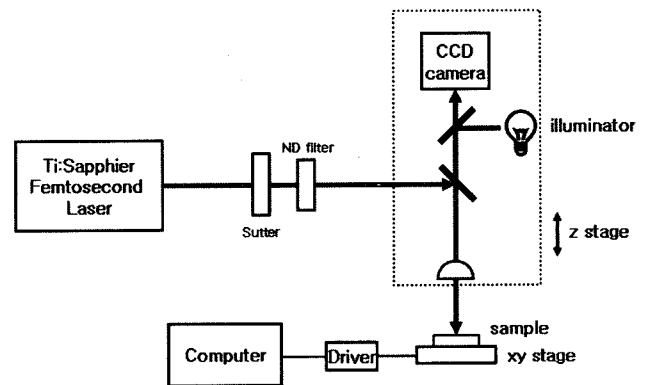 CCD
camera
illuminator
ND filter
Ti:Sapphier
Femtosecond
Laser
Sutter
z stage
sample
xy stage
Computer
Driver